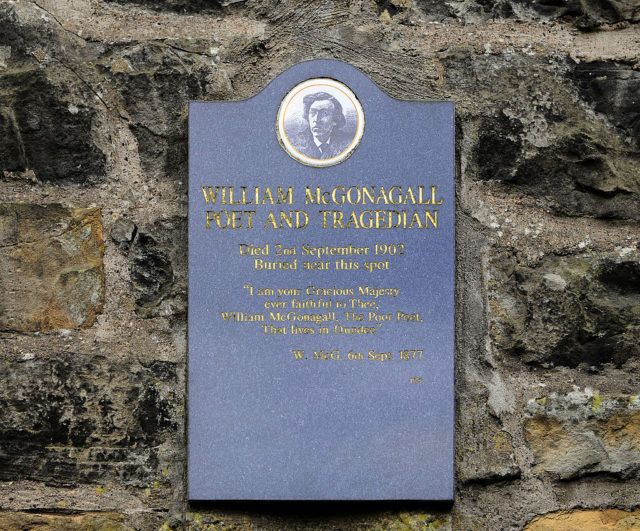 WILLIAM McGONAGALL
POET AND TRAGEDIAN
Died 29th September 1902
Buried near this spot
"I am your Gracious Majesty
ever faithful to Thee,
William McGonagall, The Poor Poet,
That lives in Dundee"
W. McG. 6th Sept. 1877